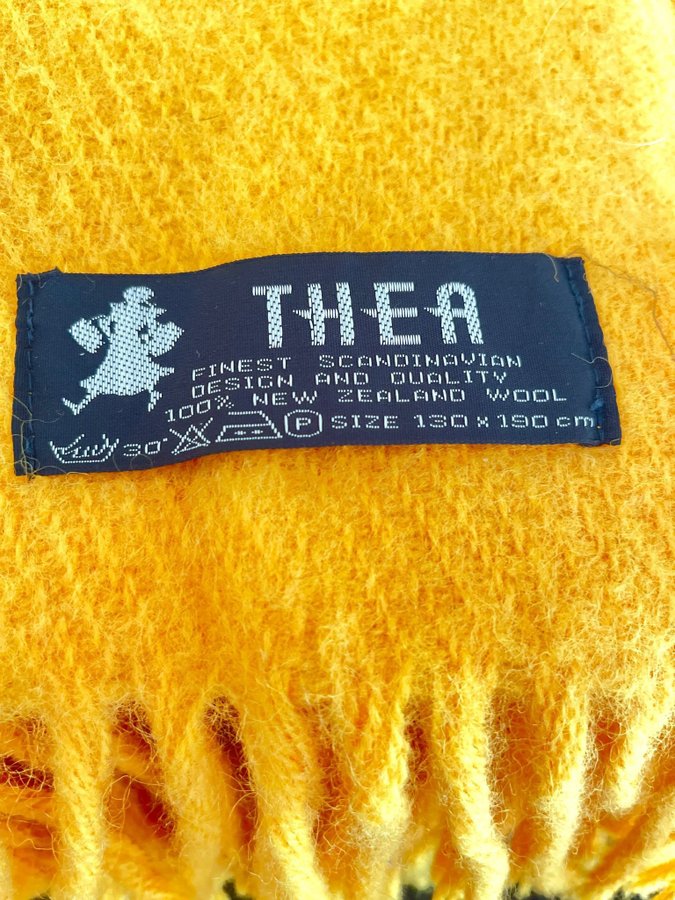 THEA
FINEST SCANDINAVIAN
DESIGN AND QUALITY
100% NEW ZEALAND WOOL
30° P SIZE 130 x 190 cm.